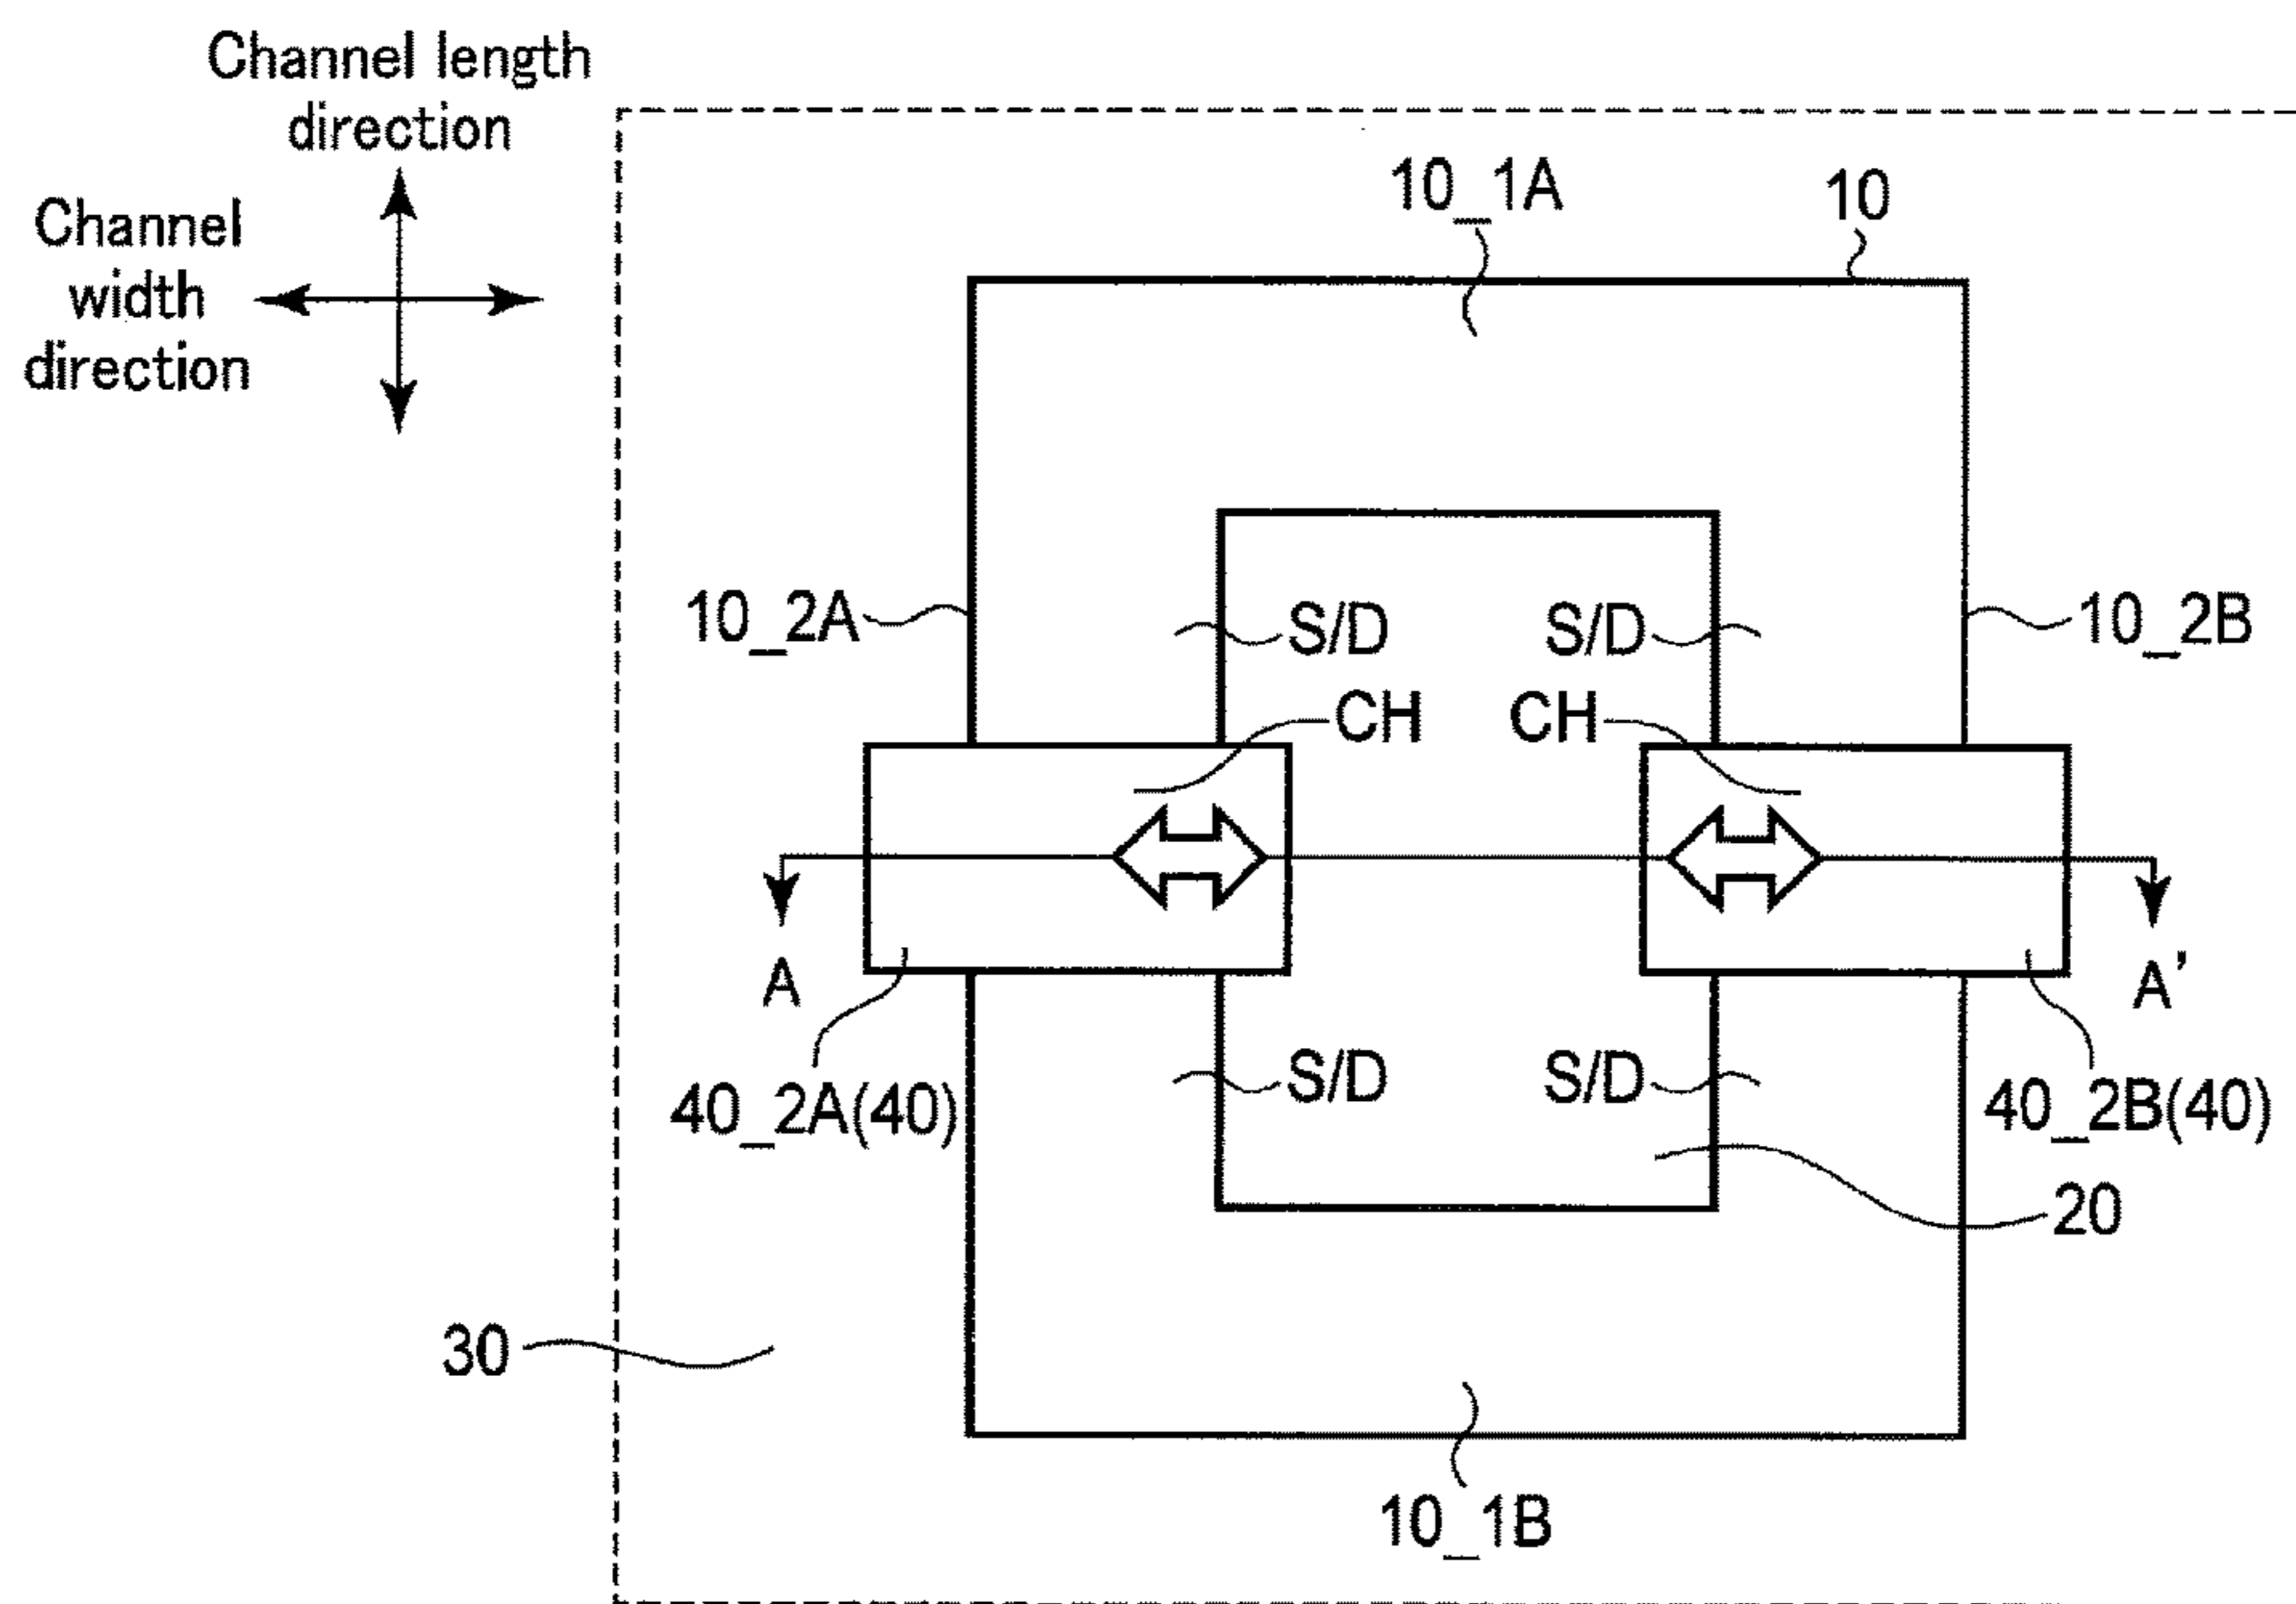 Channel length
direction
Channel
width
direction
10_1A
10
10_2A
S/D
S/D
10_2B
CH
CH
A
A'
40_2A(40)
S/D
S/D
40_2B(40)
20
30
10_1B